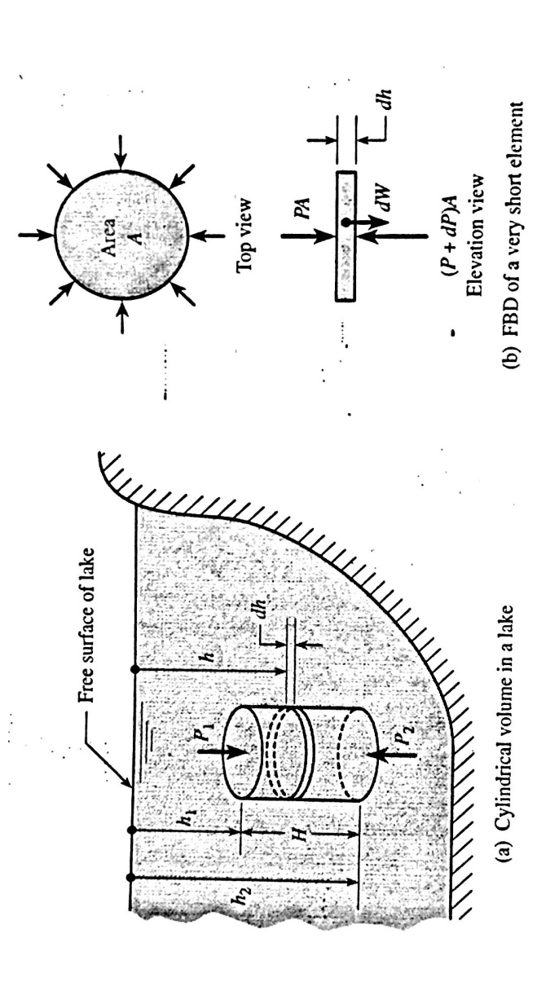 Free surface of lake
h₂
h₁
H
P₁
P₂
h
dh
(a) Cylindrical volume in a lake
Area
A
Top view
PA
dW
dh
(P + dP)A
Elevation view
(b) FBD of a very short element